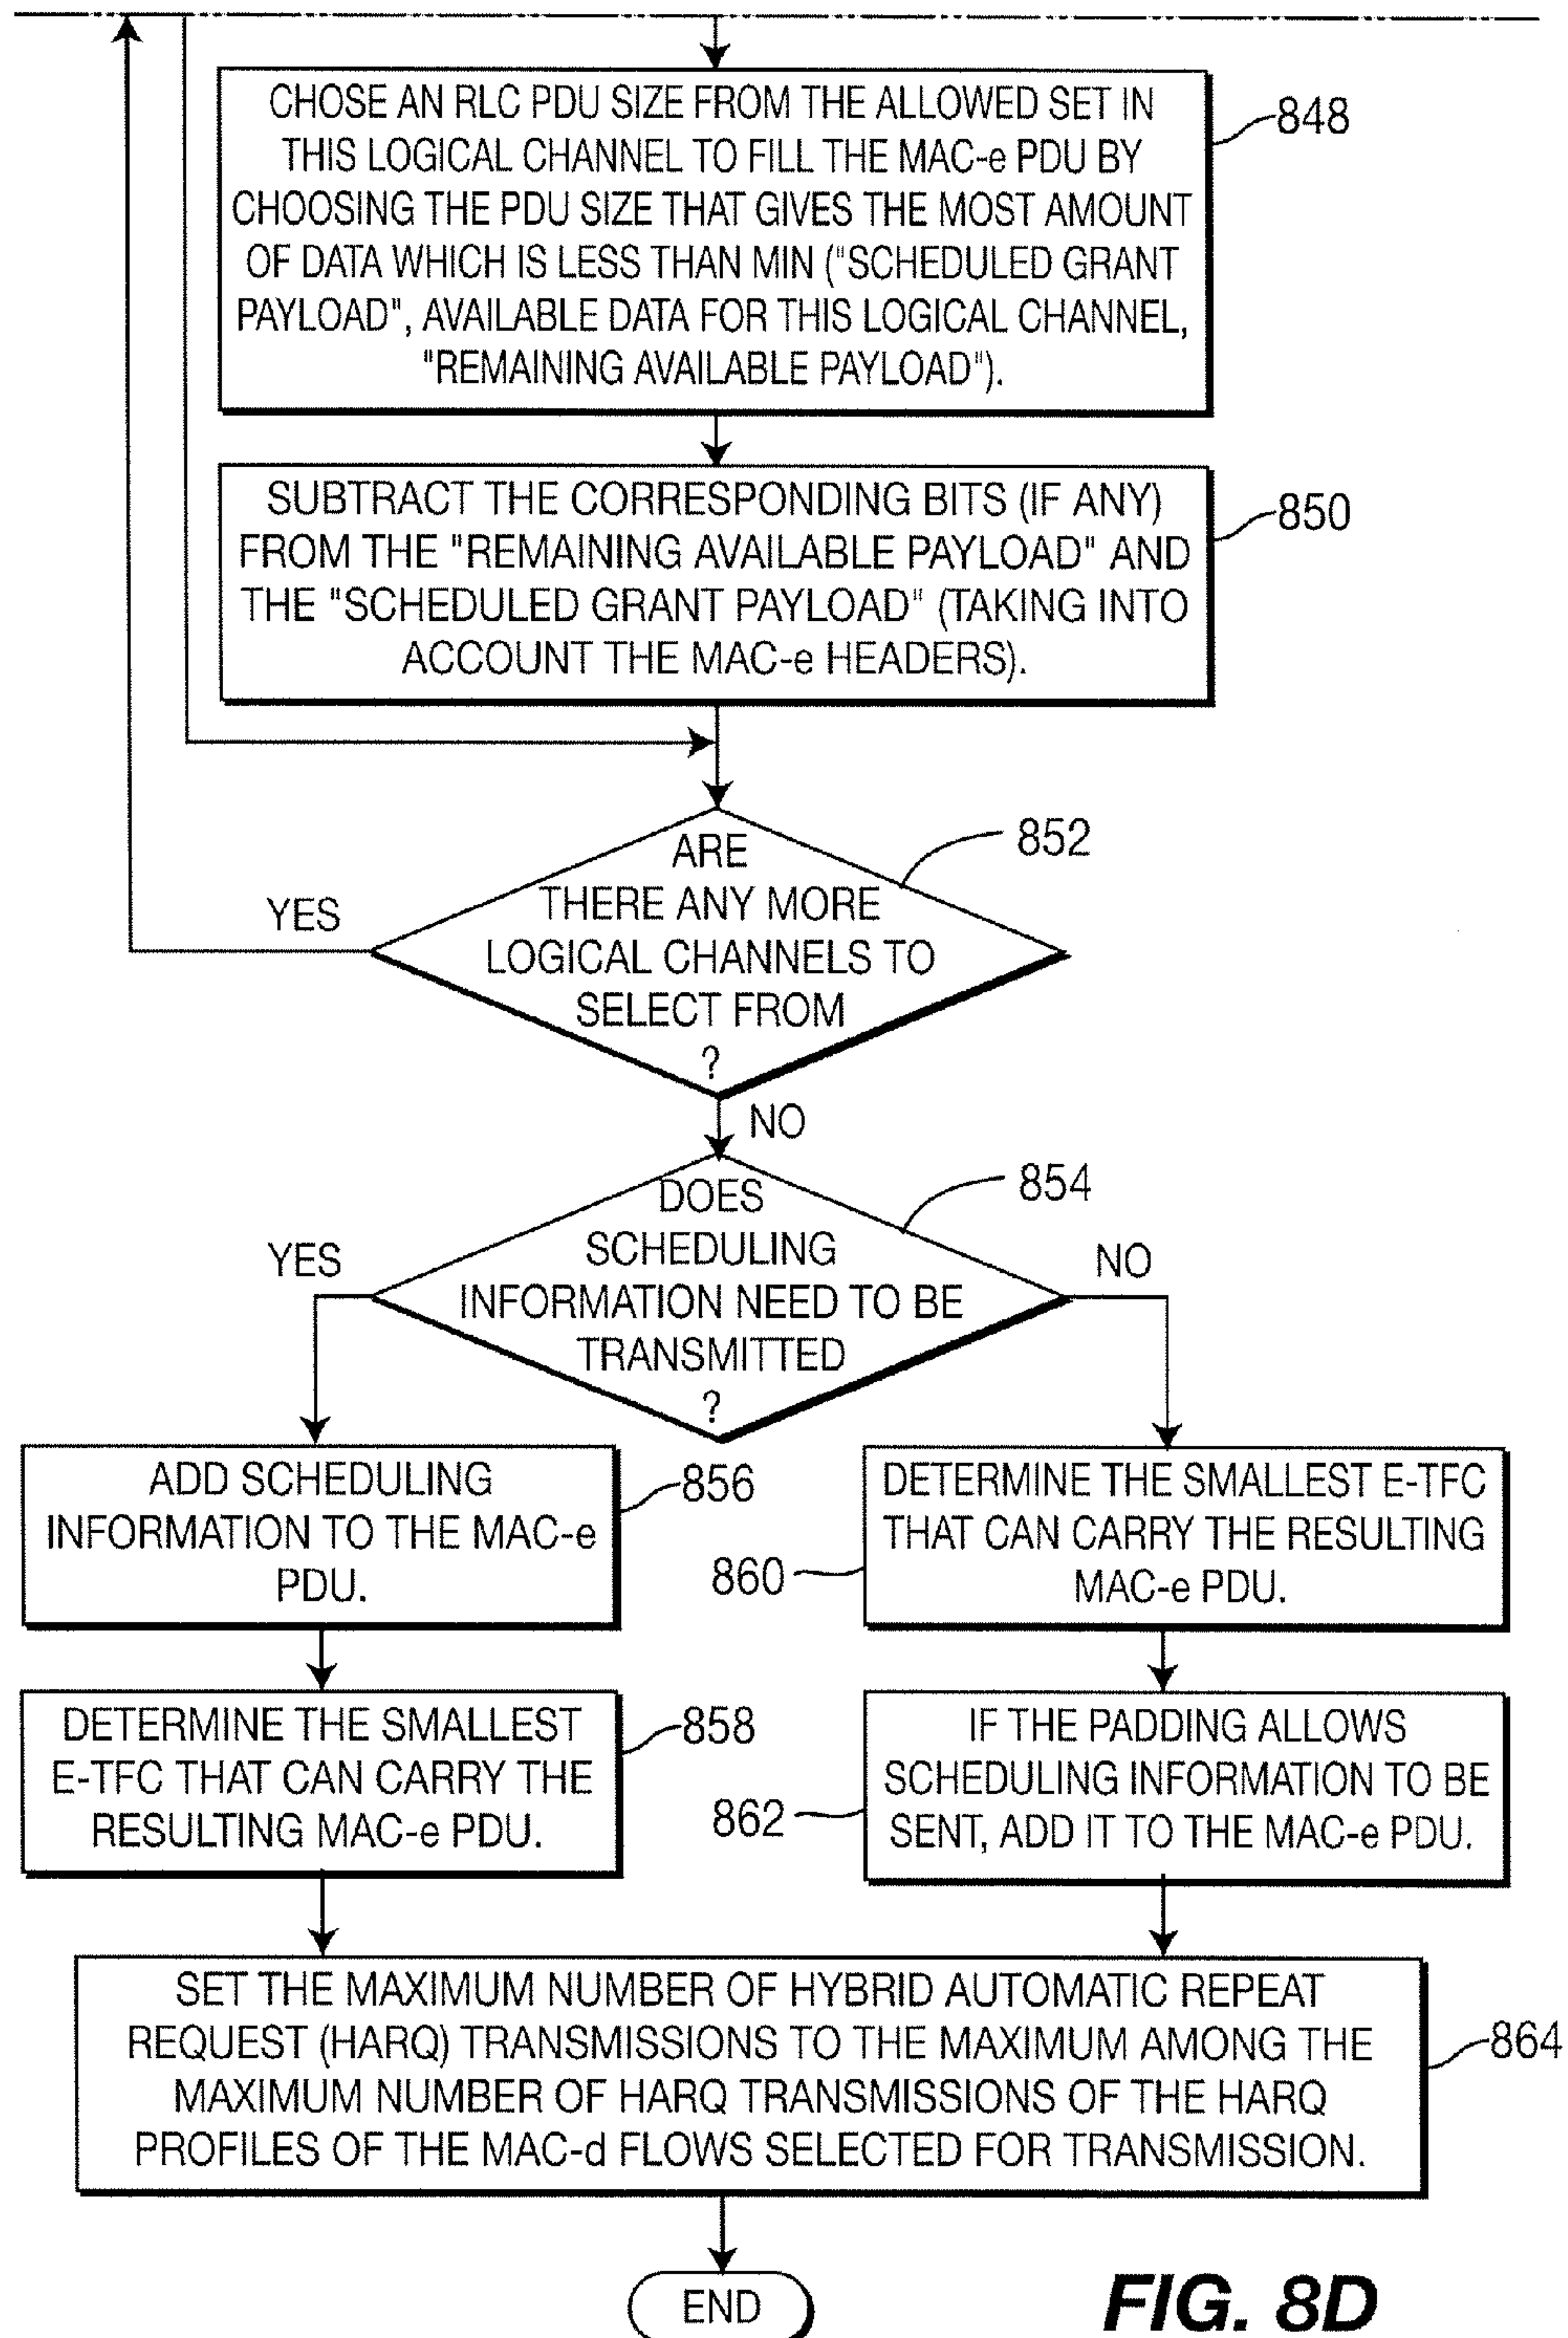 CHOSE AN RLC PDU SIZE FROM THE ALLOWED SET IN
THIS LOGICAL CHANNEL TO FILL THE MAC-e PDU BY
CHOOSING THE PDU SIZE THAT GIVES THE MOST AMOUNT
OF DATA WHICH IS LESS THAN MIN ("SCHEDULED GRANT
PAYLOAD", AVAILABLE DATA FOR THIS LOGICAL CHANNEL,
"REMAINING AVAILABLE PAYLOAD").
848
SUBTRACT THE CORRESPONDING BITS (IF ANY)
FROM THE "REMAINING AVAILABLE PAYLOAD" AND
THE "SCHEDULED GRANT PAYLOAD" (TAKING INTO
ACCOUNT THE MAC-e HEADERS).
850
ARE
THERE ANY MORE
LOGICAL CHANNELS TO
SELECT FROM
?
852
YES
NO
DOES
SCHEDULING
INFORMATION NEED TO BE
TRANSMITTED
?
854
YES
NO
ADD SCHEDULING
INFORMATION TO THE MAC-e
PDU.
856
DETERMINE THE SMALLEST E-TFC
THAT CAN CARRY THE RESULTING
MAC-e PDU.
860
DETERMINE THE SMALLEST
E-TFC THAT CAN CARRY THE
RESULTING MAC-e PDU.
858
IF THE PADDING ALLOWS
SCHEDULING INFORMATION TO BE
SENT, ADD IT TO THE MAC-e PDU.
862
SET THE MAXIMUM NUMBER OF HYBRID AUTOMATIC REPEAT
REQUEST (HARQ) TRANSMISSIONS TO THE MAXIMUM AMONG THE
MAXIMUM NUMBER OF HARQ TRANSMISSIONS OF THE HARQ
PROFILES OF THE MAC-d FLOWS SELECTED FOR TRANSMISSION.
864
END
FIG. 8D